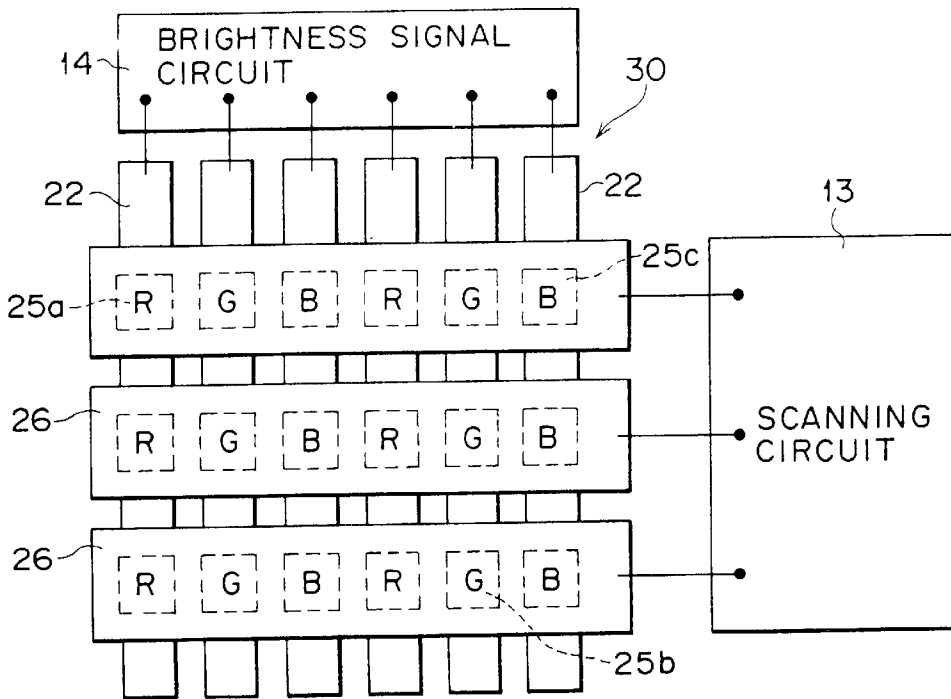 BRIGHTNESS SIGNAL
CIRCUIT
14
30
22
22
13
25c
25a
R G B R G B
26
R G B R G B
SCANNING
CIRCUIT
26
R G B R G B
25b